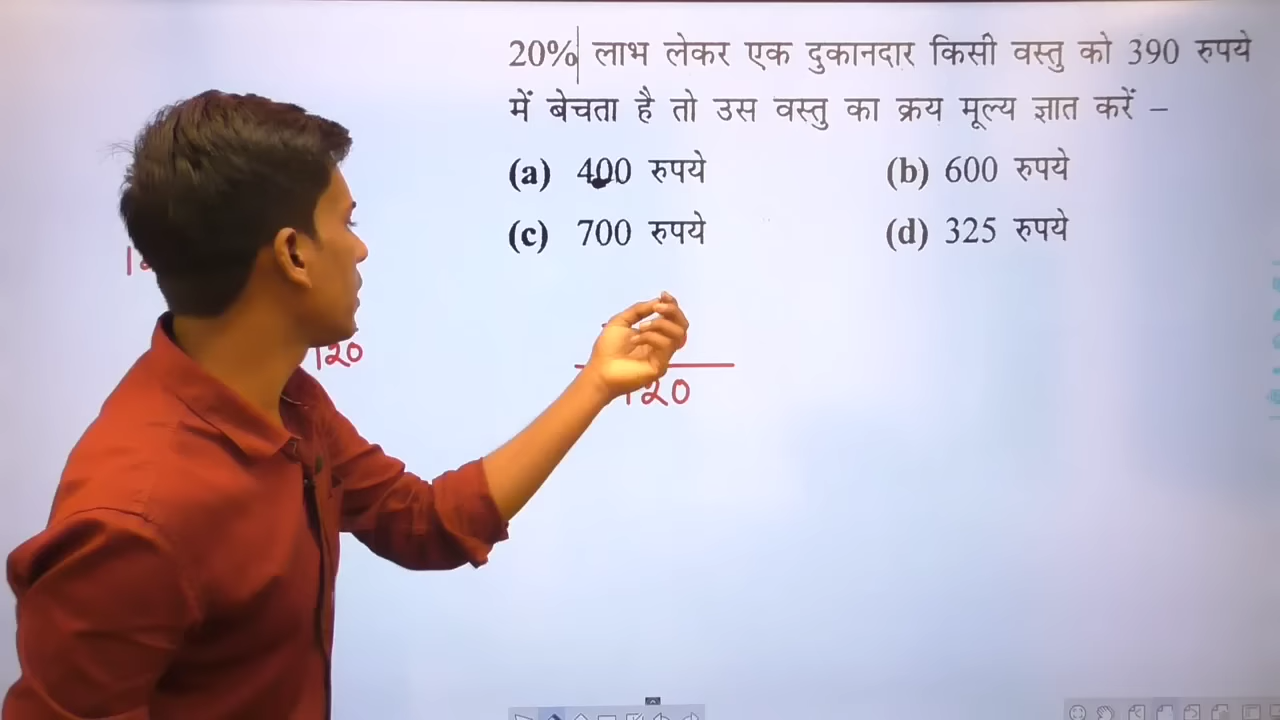 20% लाभ लेकर एक दुकानदार किसी वस्तु को 390 रुपये
में बेचता है तो उस वस्तु का क्रय मूल्य ज्ञात करें –
(a) 400 रुपये (b) 600 रुपये
(c) 700 रुपये (d) 325 रुपये
120
120